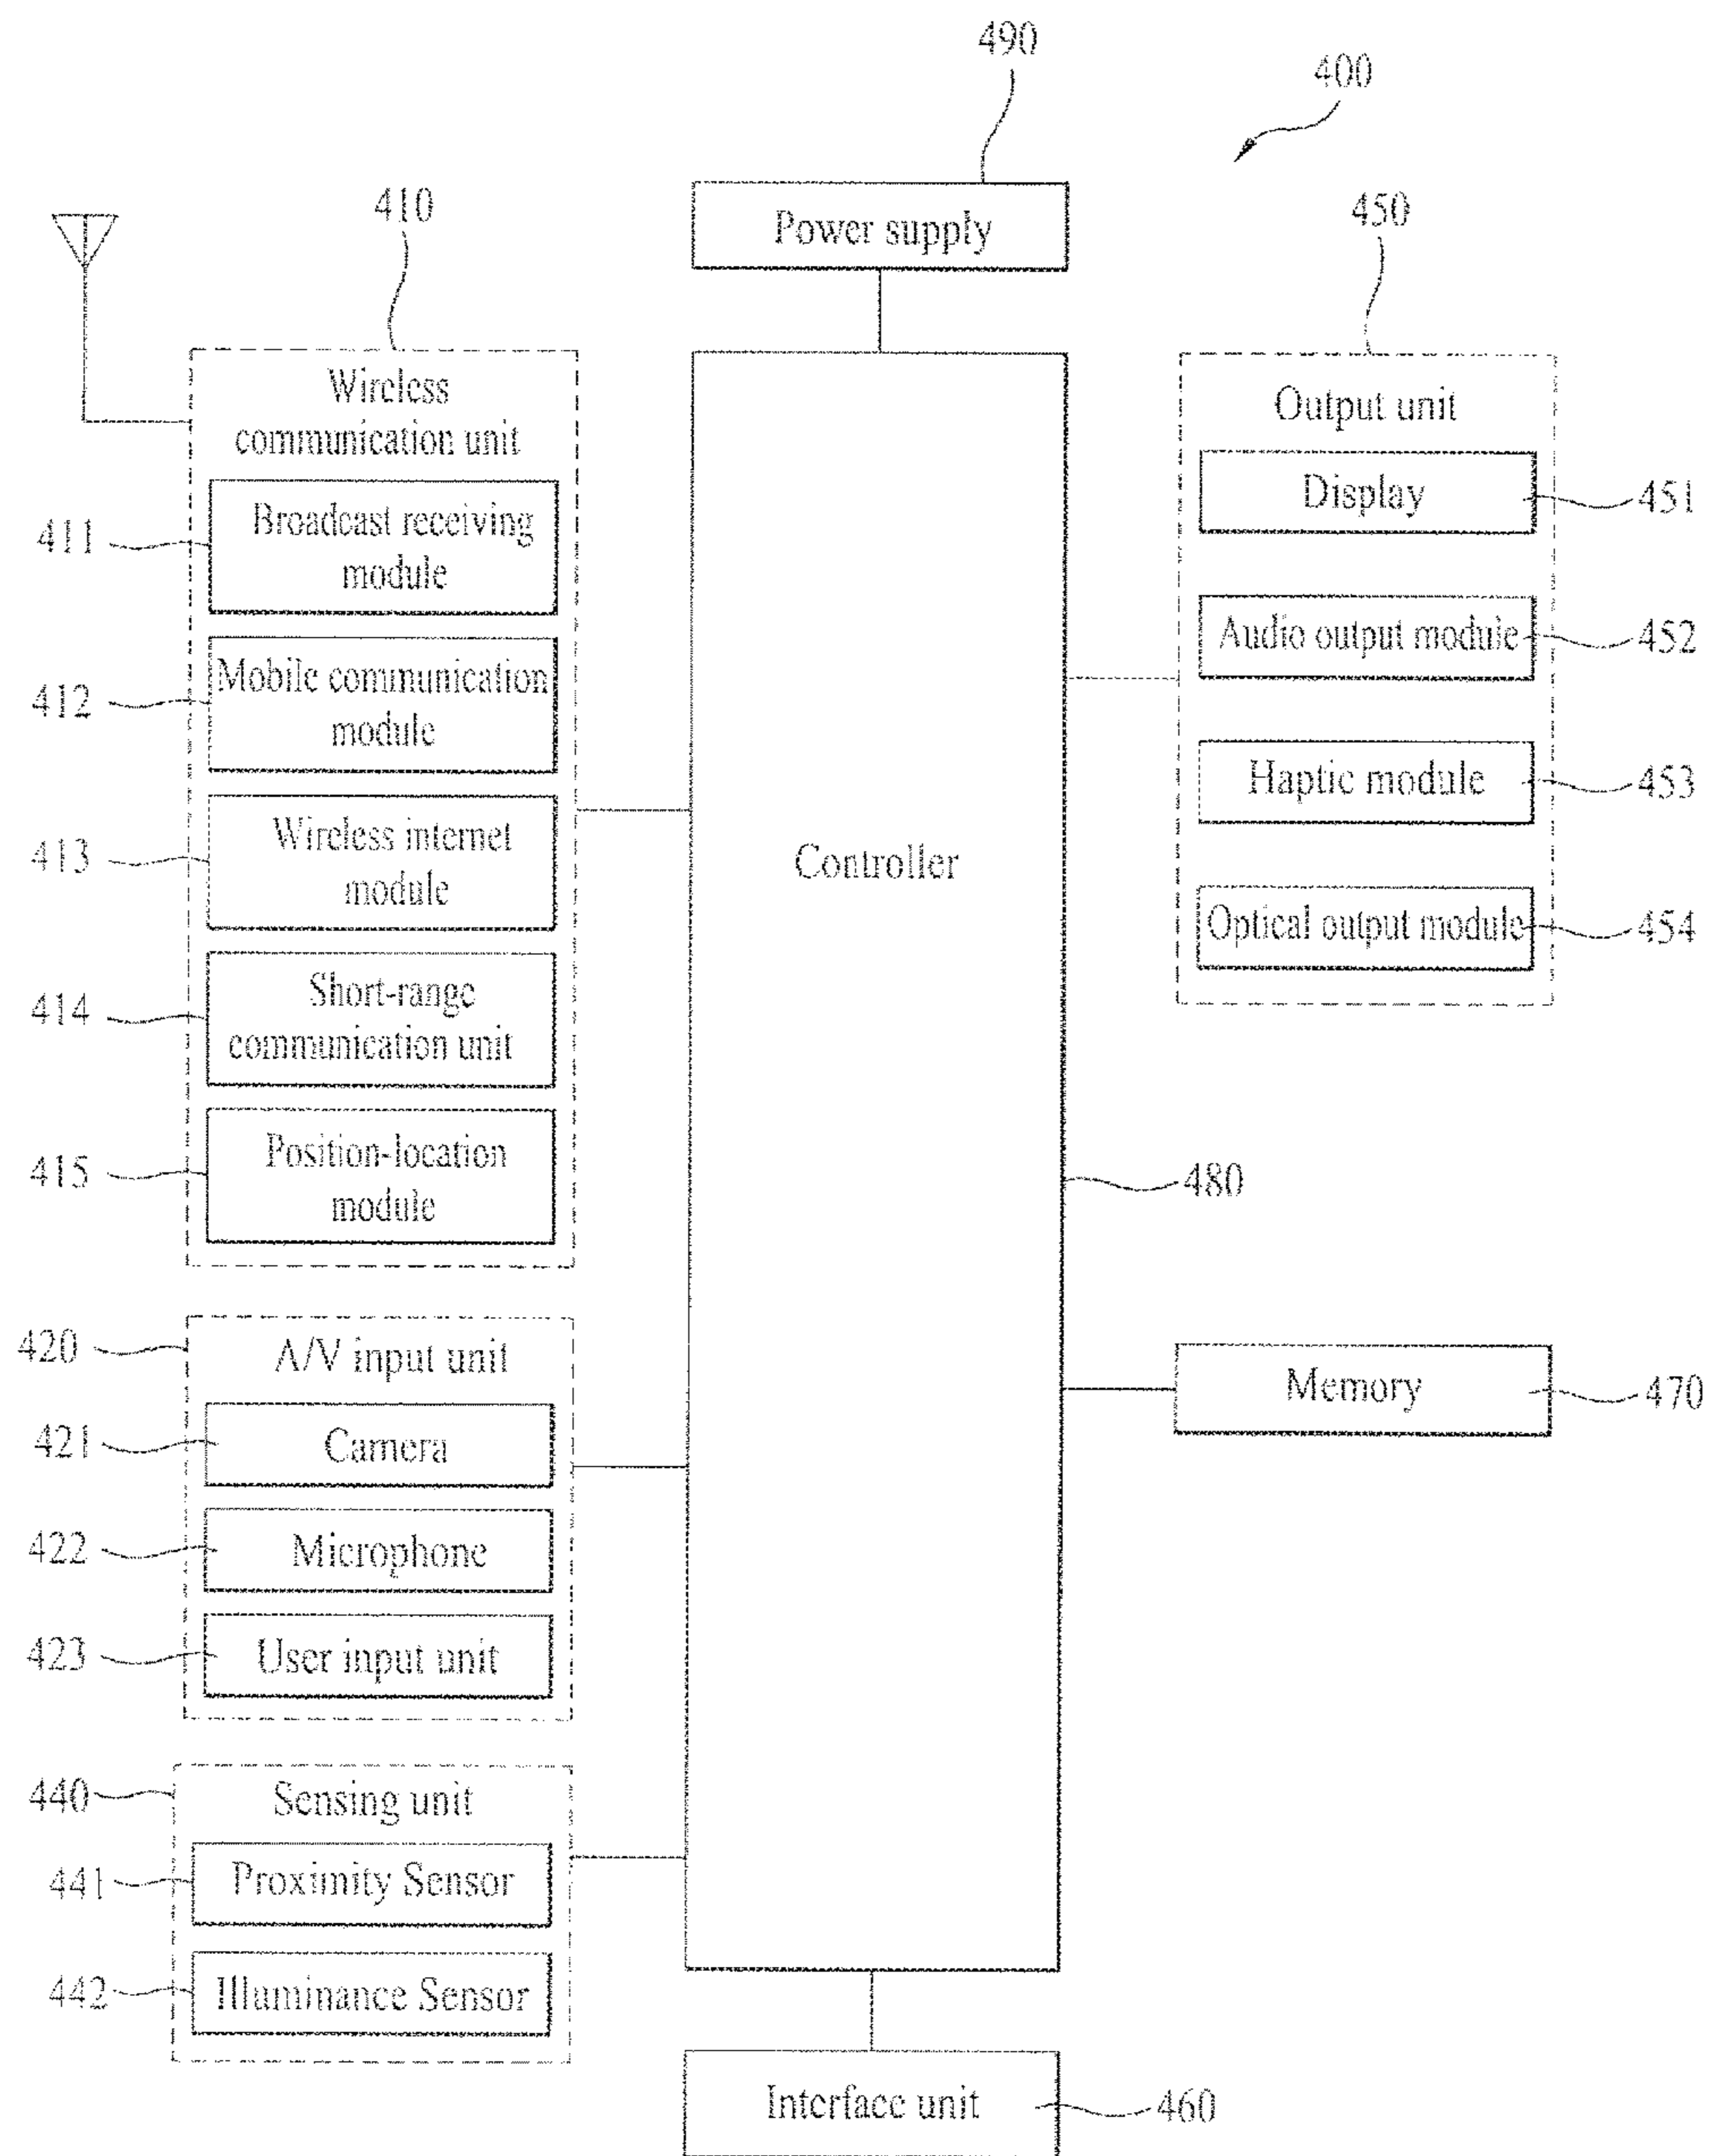 490
400
Power supply
410
450
Wireless
communication unit
Output unit
411
Broadcast receiving
module
Display
451
412
Mobile communication
module
Audio output module
452
413
Wireless internet
module
Haptic module
453
Controller
414
Short-range
communication unit
Optical output module
454
415
Position-location
module
480
420
A/V input unit
421
Camera
Memory
470
422
Microphone
423
User input unit
440
Sensing unit
441
Proximity Sensor
442
Illuminance Sensor
Interface unit
460